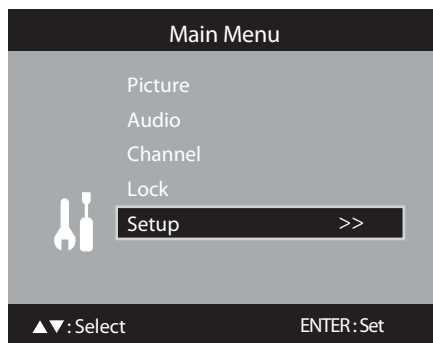 Main Menu
Picture
Audio
Channel
Lock
Setup >>
▲▼: Select ENTER: Set